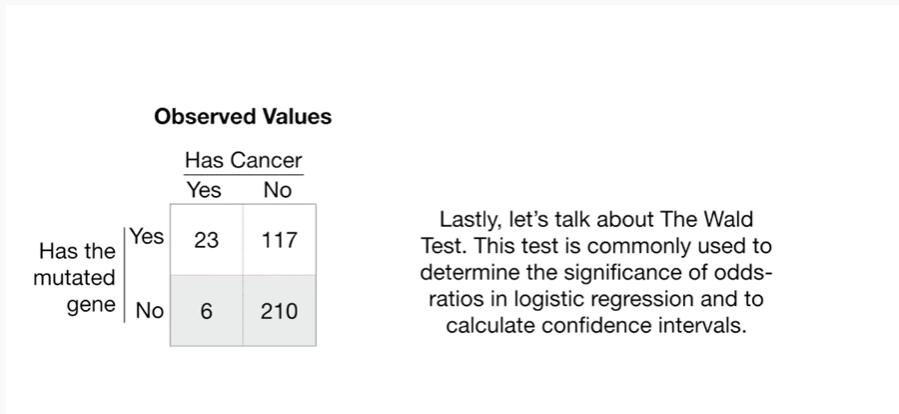 Observed Values
Has Cancer
Yes No
Has the
mutated
gene
Yes 23 117
No 6 210
Lastly, let’s talk about The Wald
Test. This test is commonly used to
determine the significance of odds-
ratios in logistic regression and to
calculate confidence intervals.